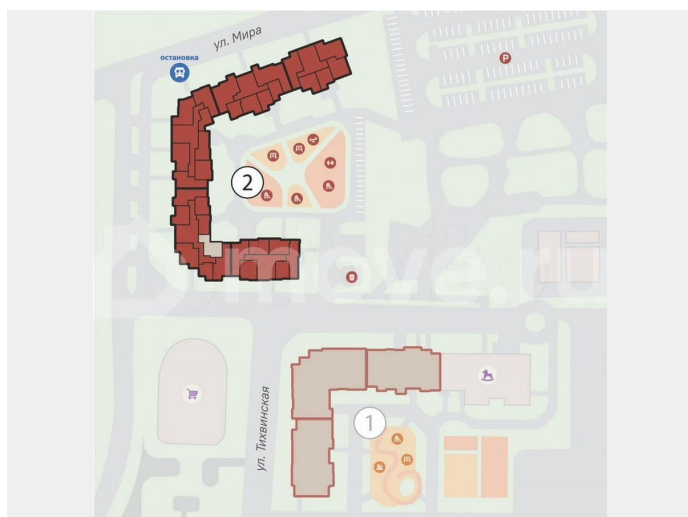 ул. Мира
остановка
P
2
move.ru
1
ул. Тихвинская